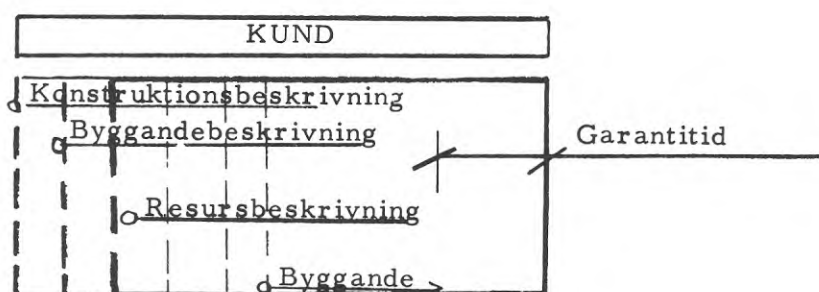 KUND
Konstruktionsbeskrivning
Byggandebeskrivning
Garantitid
Resursbeskrivning
Byggande